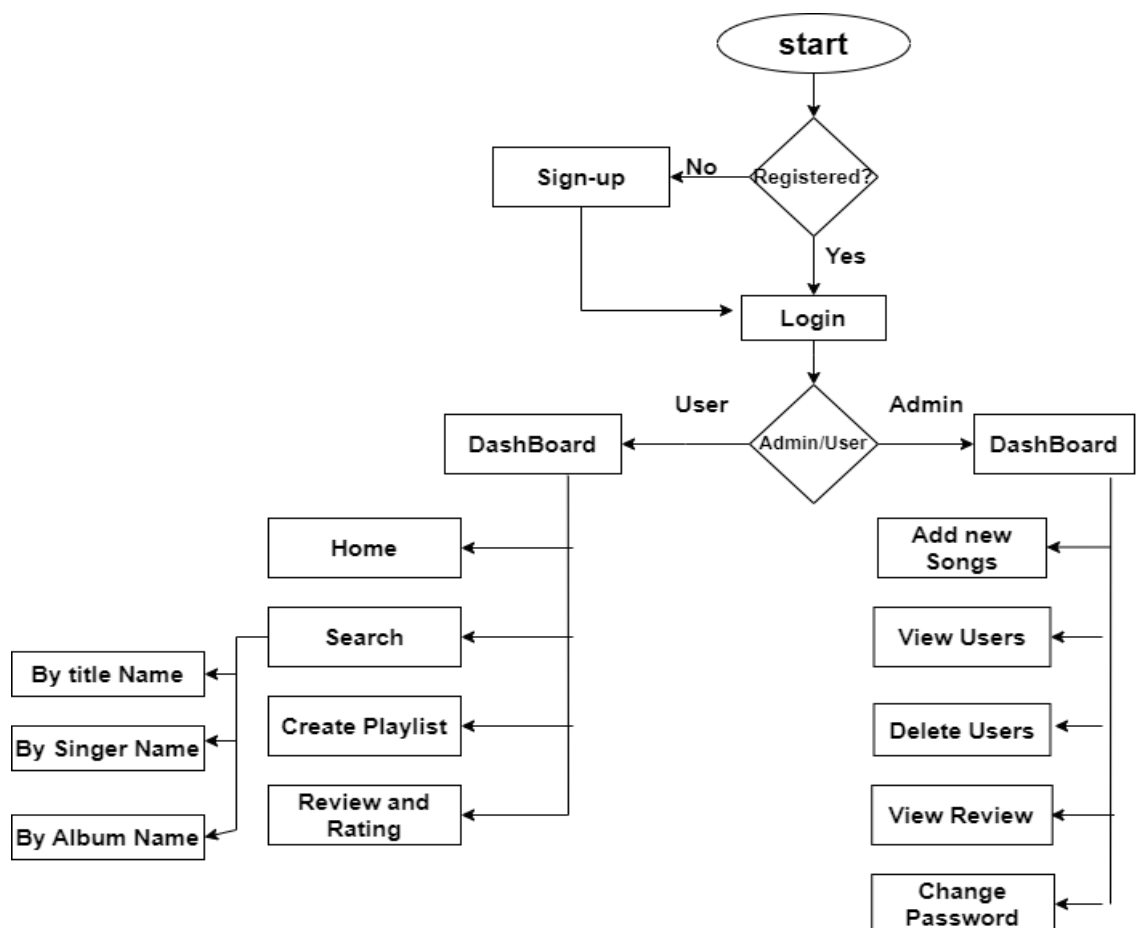 start
Registered?
No
Sign-up
Yes
Login
User
Admin
Admin/User
DashBoard
DashBoard
Home
Search
By title Name
By Singer Name
By Album Name
Create Playlist
Review and
Rating
Add new
Songs
View Users
Delete Users
View Review
Change
Password